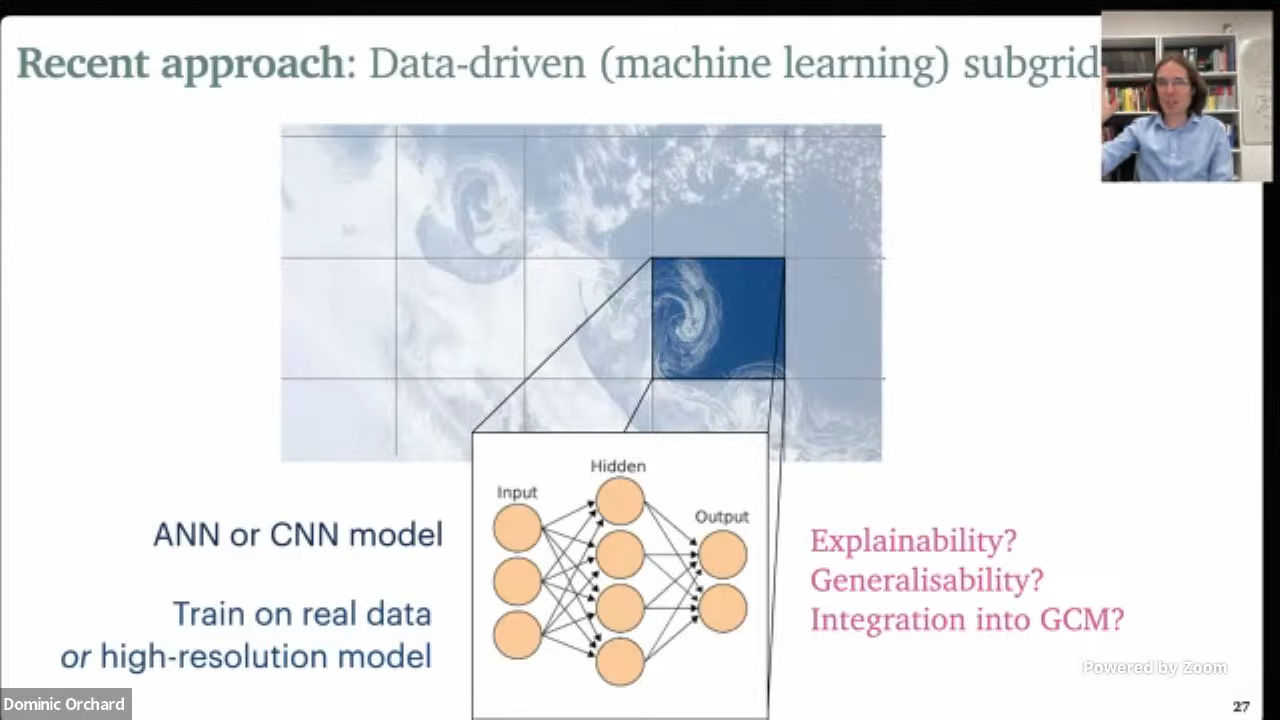 Recent approach: Data-driven (machine learning) subgrid
Hidden
Input
Output
ANN or CNN model
Train on real data
or high-resolution model
Explainability?
Generalisability?
Integration into GCM?
Powered by Zoom
Dominic Orchard
27